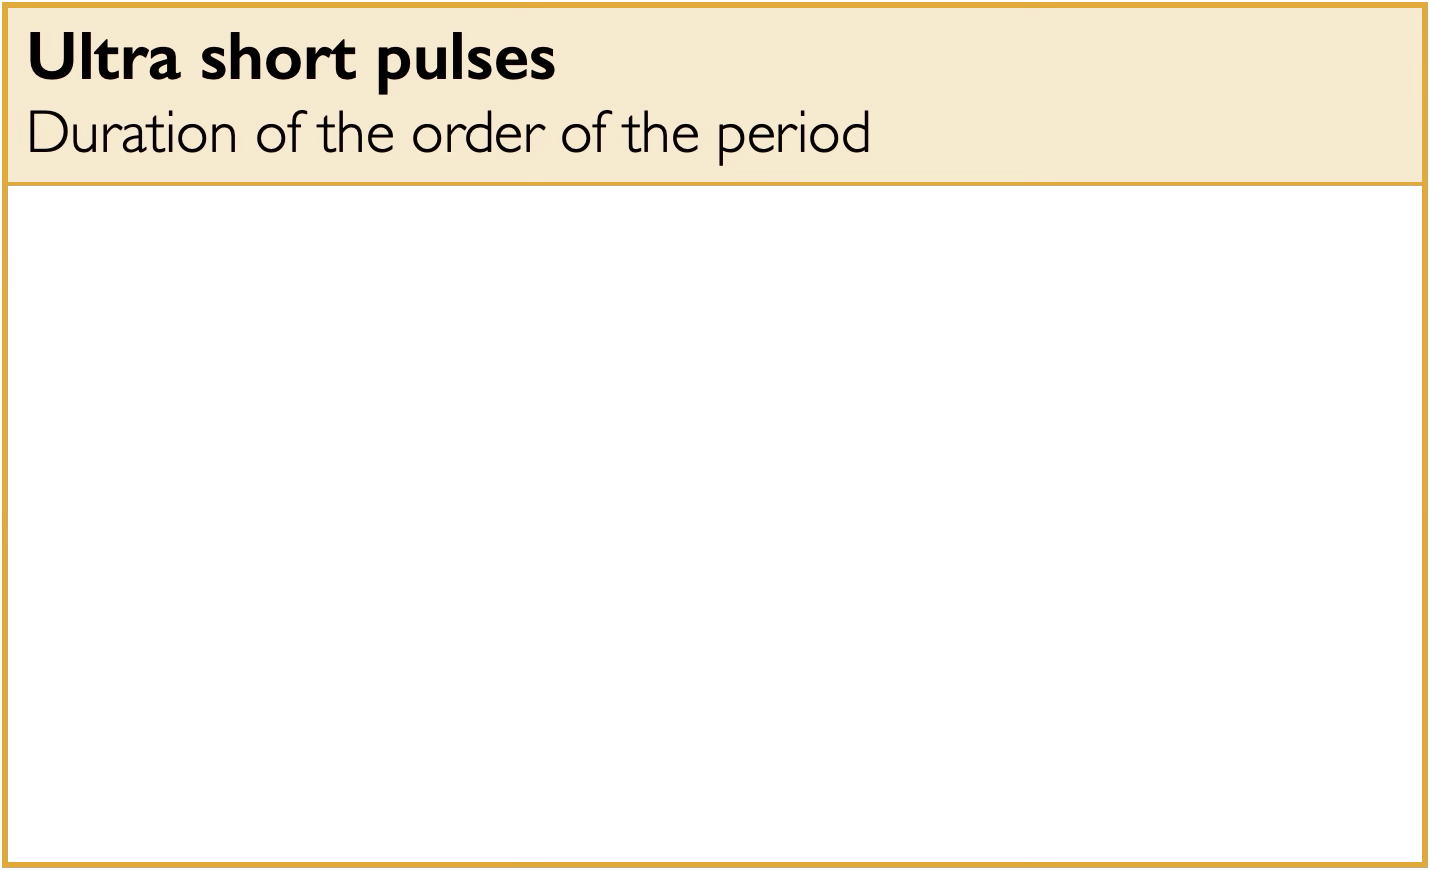 Ultra short pulses
Duration of the order of the period